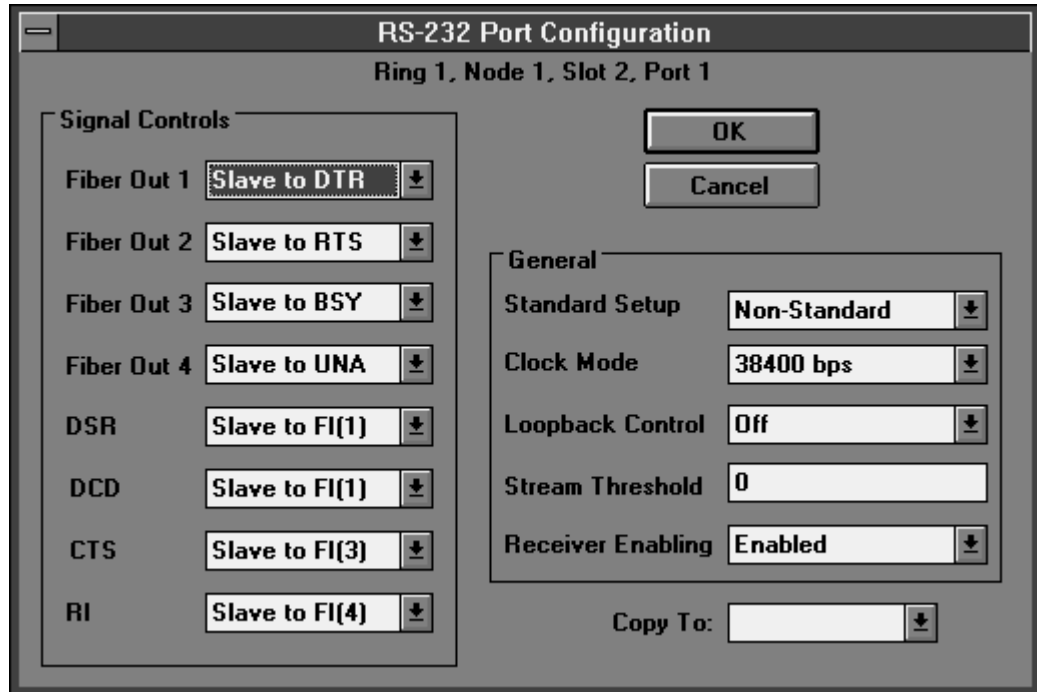 RS-232 Port Configuration
Ring 1, Node 1, Slot 2, Port 1
Signal Controls
Fiber Out 1 Slave to DTR
Fiber Out 2 Slave to RTS
Fiber Out 3 Slave to BSY
Fiber Out 4 Slave to UNA
DSR Slave to FI(1)
DCD Slave to FI(1)
CTS Slave to FI(3)
RI Slave to FI(4)
OK
Cancel
General
Standard Setup Non-Standard
Clock Mode 38400 bps
Loopback Control Off
Stream Threshold 0
Receiver Enabling Enabled
Copy To: